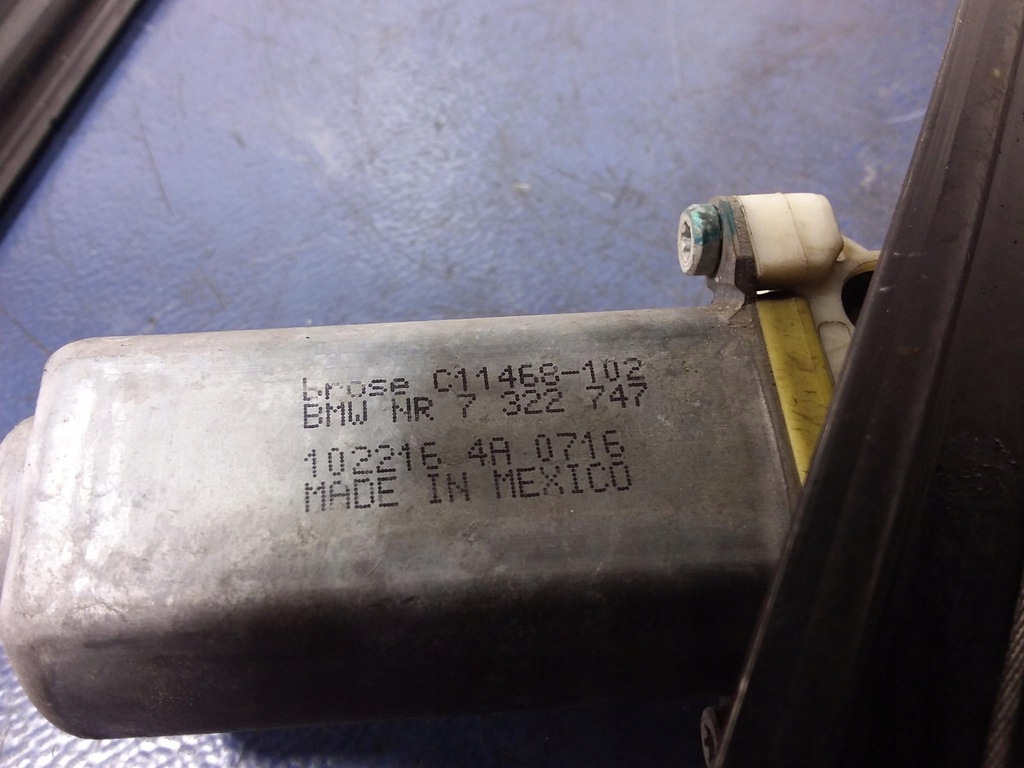 brose C11468-102
BMW NR 7 322 747
102216 4A 0716
MADE IN MEXICO